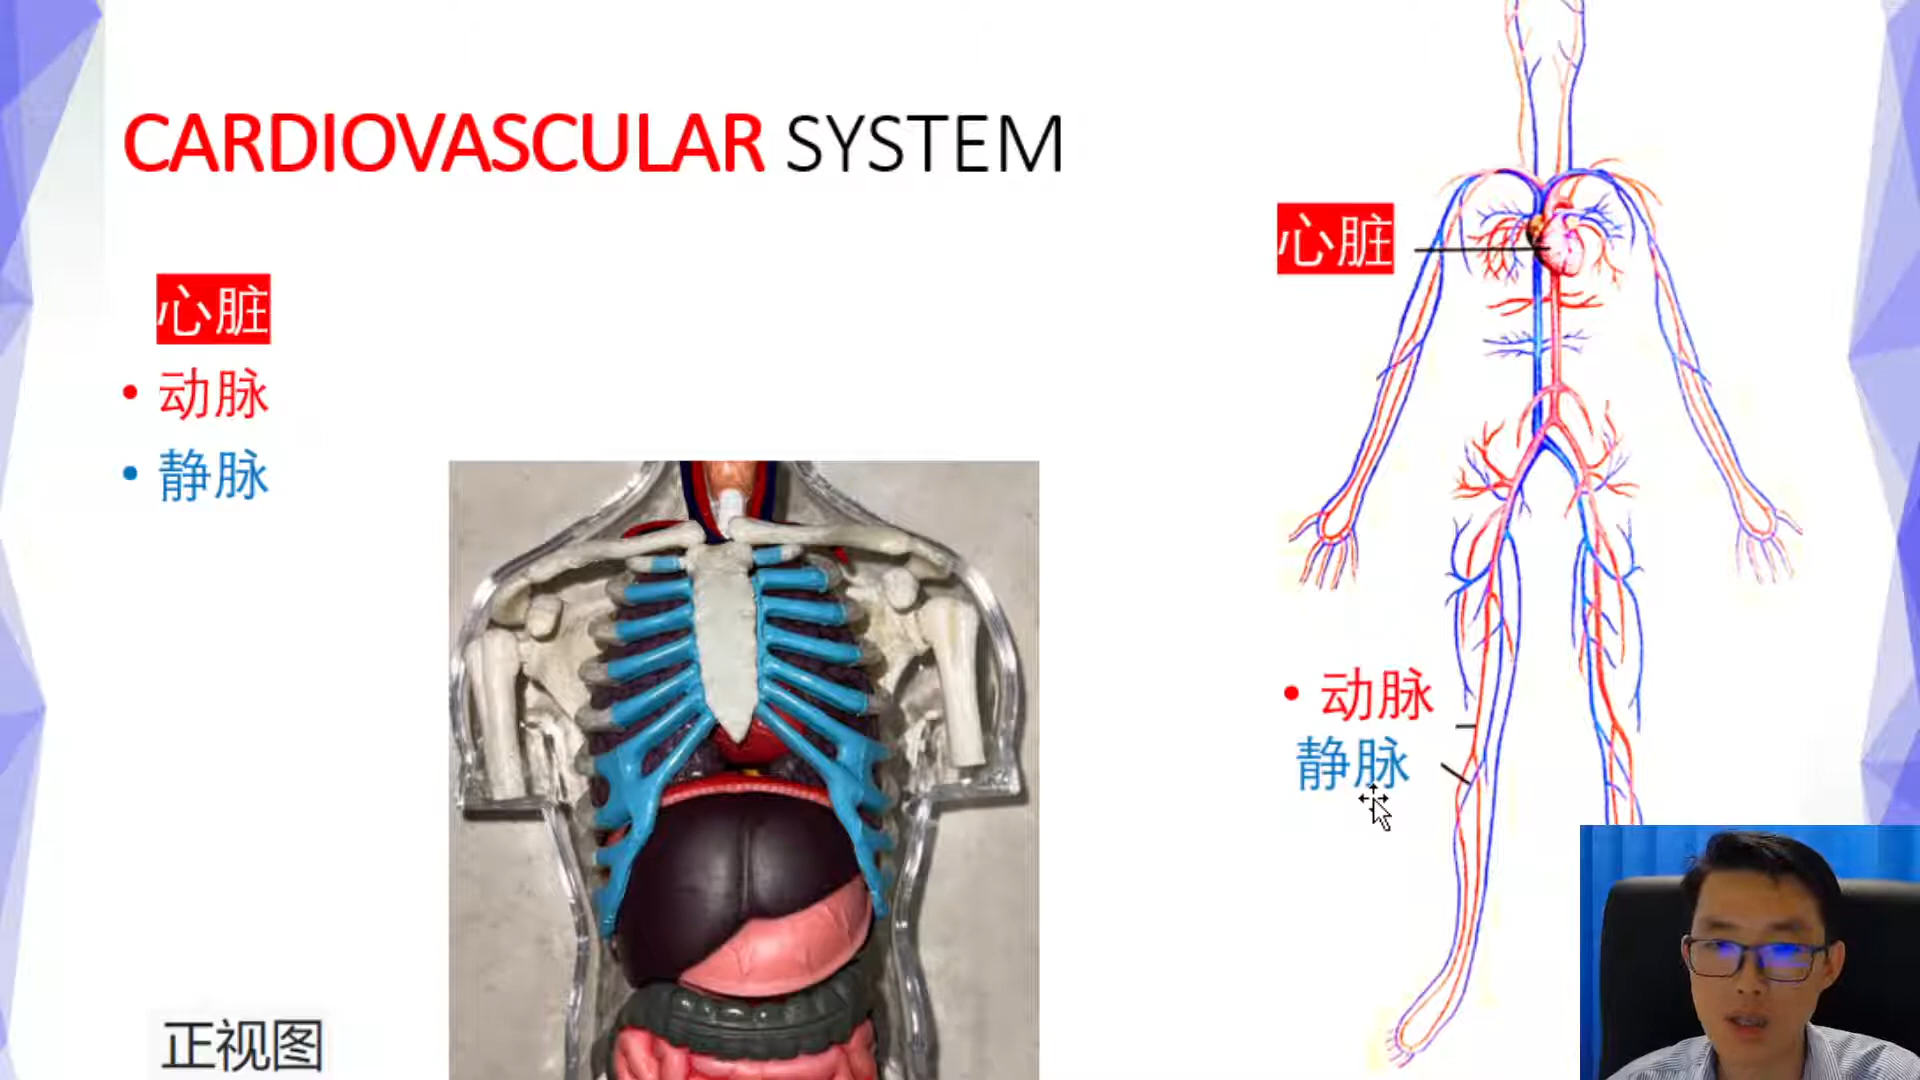 CARDIOVASCULAR SYSTEM
心脏
• 动脉
• 静脉
正视图
心脏
• 动脉
静脉